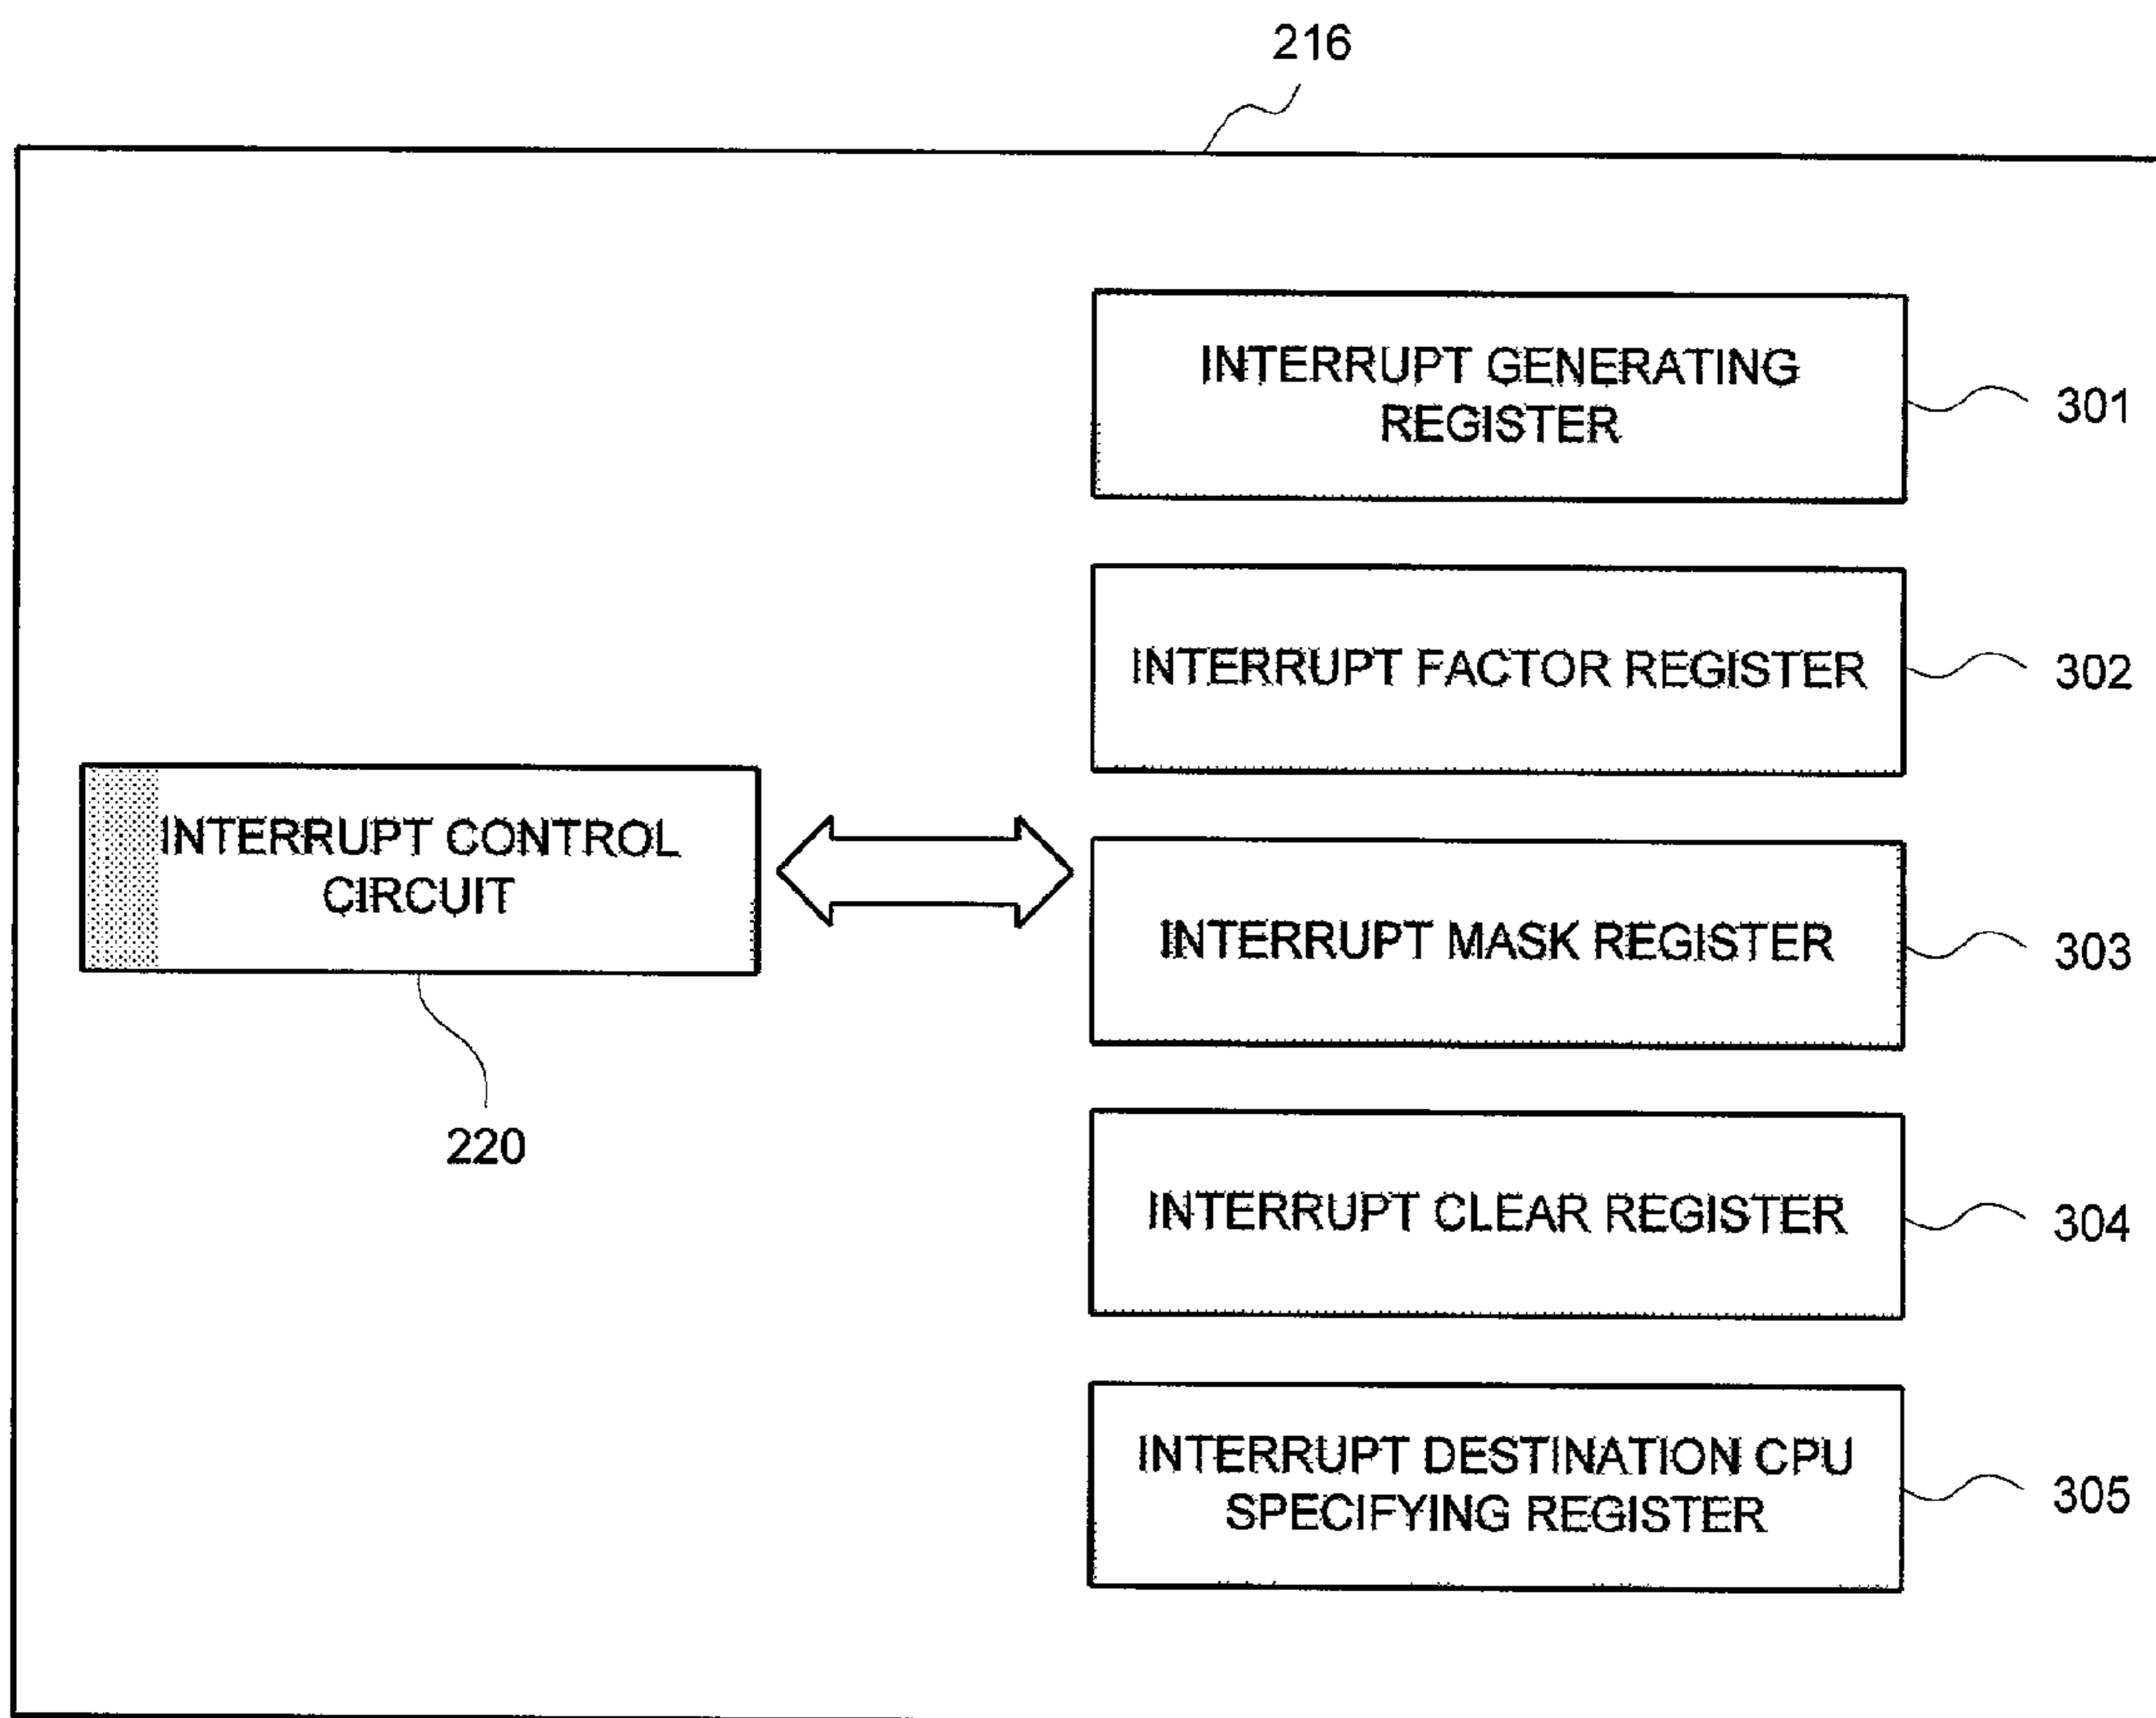 216
INTERRUPT GENERATING
REGISTER
301
INTERRUPT FACTOR REGISTER
302
INTERRUPT CONTROL
CIRCUIT
220
INTERRUPT MASK REGISTER
303
INTERRUPT CLEAR REGISTER
304
INTERRUPT DESTINATION CPU
SPECIFYING REGISTER
305